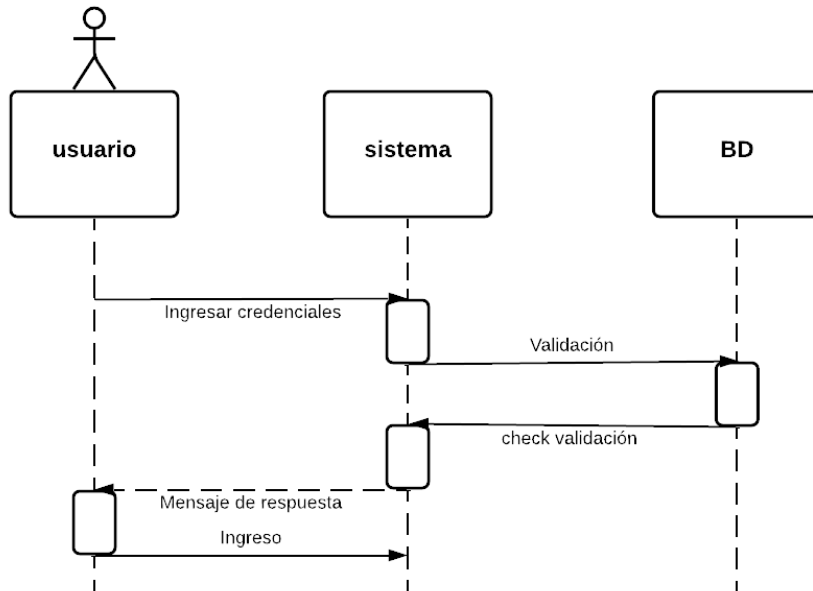 usuario
sistema
BD
Ingresar credenciales
Validación
check validación
Mensaje de respuesta
Ingreso